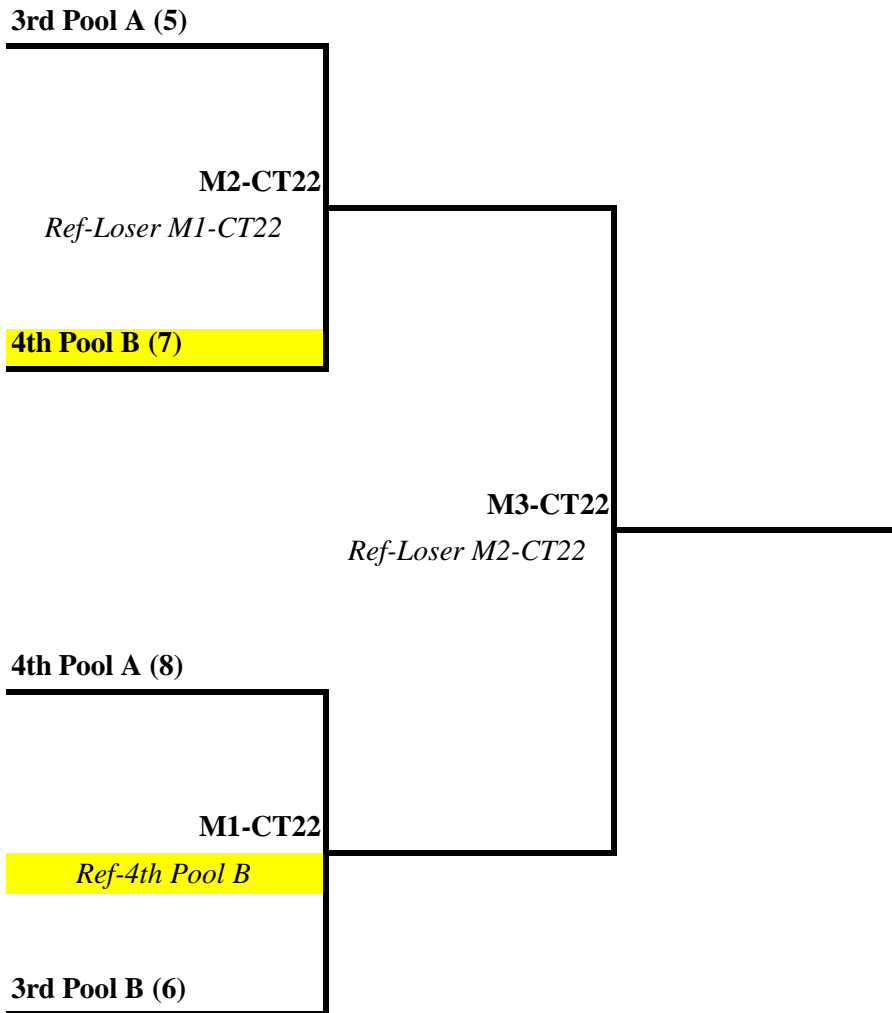 3rd Pool A (5)
M2-CT22
Ref-Loser M1-CT22
4th Pool B (7)
M3-CT22
Ref-Loser M2-CT22
4th Pool A (8)
M1-CT22
Ref-4th Pool B
3rd Pool B (6)